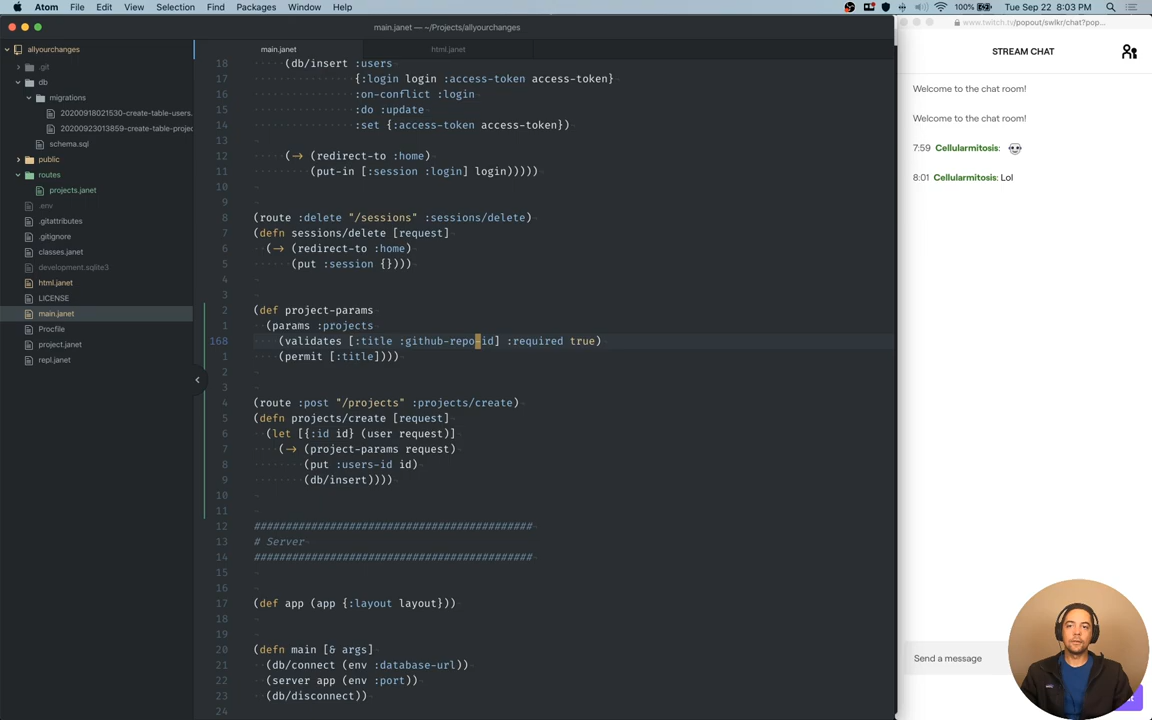 Atom File Edit View Selection Find Packages Window Help 100% Tue Sep 22 8:03 PM
main.janet — ~/Projects/allyourchanges
www.twitch.tv/popout/swlkr/chat?pop...
allyourchanges
.git
db
migrations
20200918021530-create-table-users.
20200923013859-create-table-projec
schema.sql
public
routes
projects.janet
.env
.gitattributes
.gitignore
classes.janet
development.sqlite3
html.janet
LICENSE
main.janet
Procfile
project.janet
repl.janet
main.janet html.janet
18 (db/insert :users
17 {:login login :access-token access-token}
16 :on-conflict :login
15 :do :update
14 :set {:access-token access-token})
13
12 (-> (redirect-to :home)
11 (put-in [:session :login] login)))))
10
9
8 (route :delete "/sessions" :sessions/delete)
7 (defn sessions/delete [request]
6 (-> (redirect-to :home)
5 (put :session {})))
4
3
2 (def project-params
1 (params :projects
168 (validates [:title :github-repo-id] :required true)
1 (permit [:title])))
2
3
4 (route :post "/projects" :projects/create)
5 (defn projects/create [request]
6 (let [{:id id} (user request)]
7 (-> (project-params request)
8 (put :users-id id)
9 (db/insert))))
10
11
12 ############################################
13 # Server
14 ############################################
15
16
17 (def app (app {:layout layout}))
18
19
20 (defn main [& args]
21 (db/connect (env :database-url))
22 (server app (env :port))
23 (db/disconnect))
24
STREAM CHAT
Welcome to the chat room!
Welcome to the chat room!
7:59 Cellularmitosis:
8:01 Cellularmitosis: Lol
Send a message